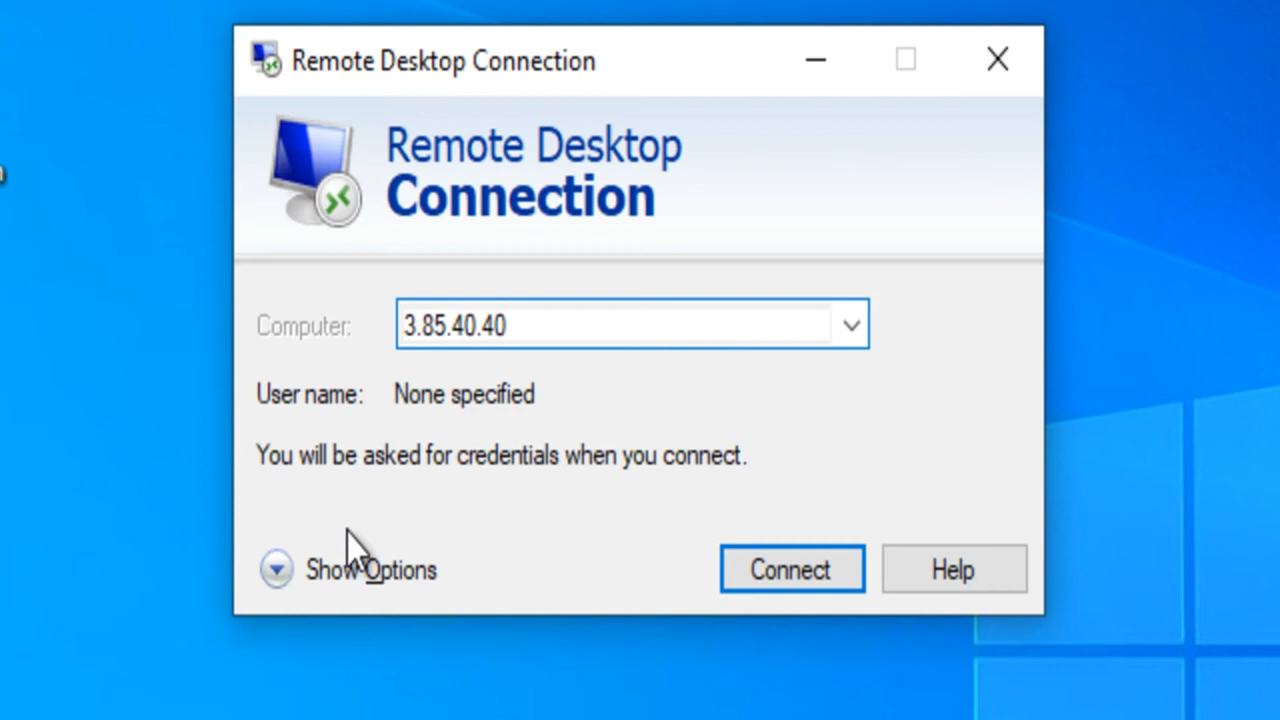 Remote Desktop Connection
Remote Desktop
Connection
Computer: 3.85.40.40
User name: None specified
You will be asked for credentials when you connect.
Show Options Connect Help